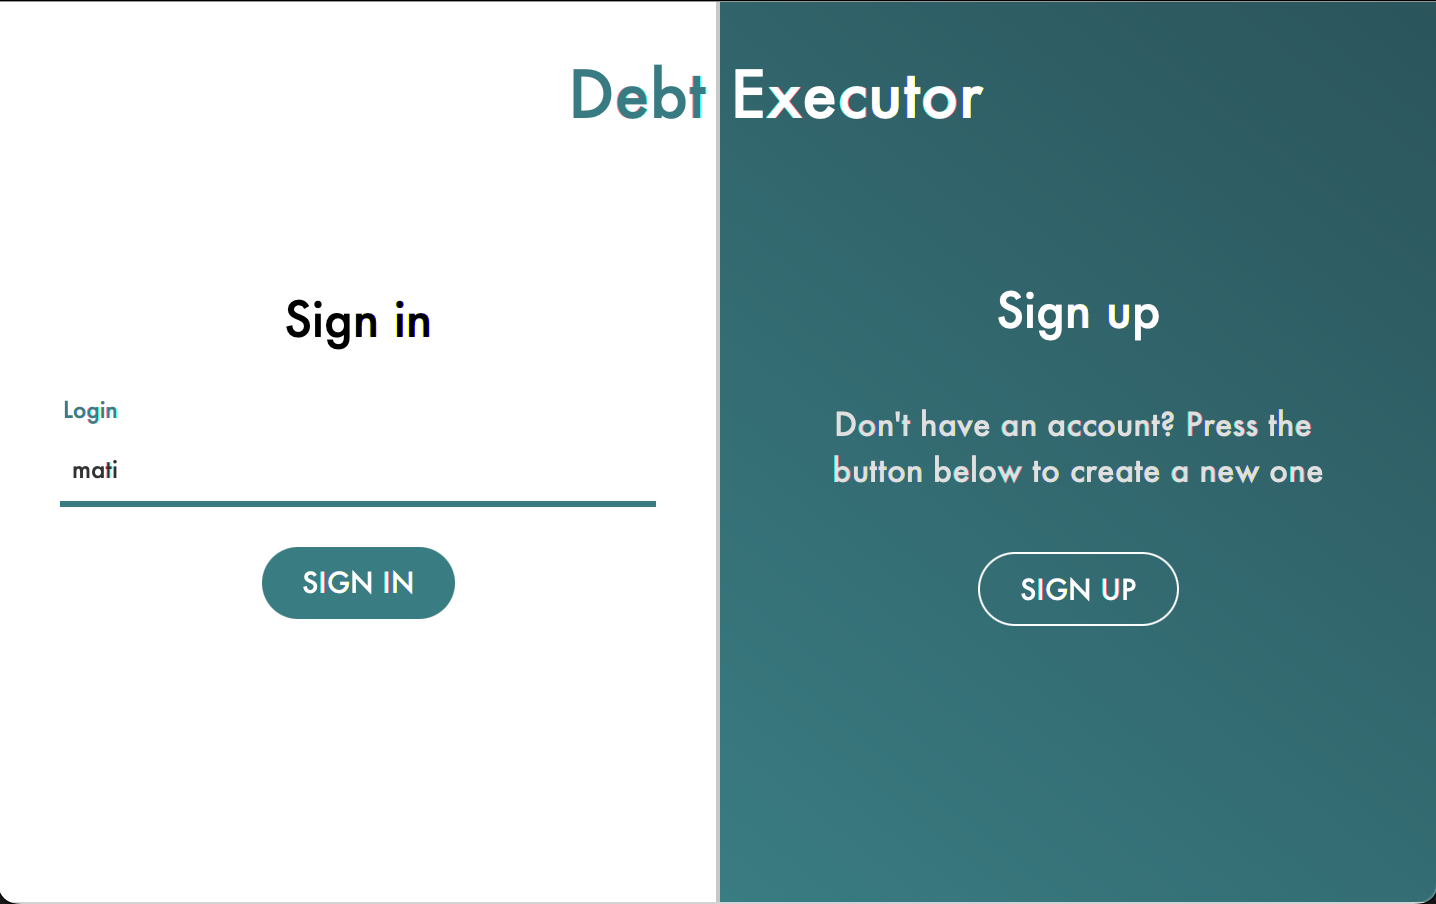 Debt Executor
Sign in
Login
mati
SIGN IN
Sign up
Don't have an account? Press the
button below to create a new one
SIGN UP